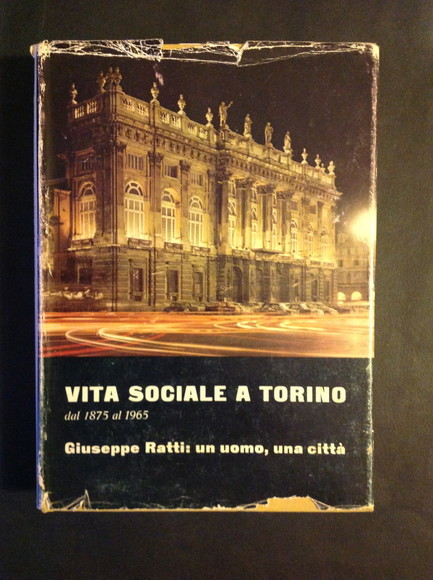 VITA SOCIALE A TORINO
dal 1875 al 1965
Giuseppe Ratti: un uomo, una città